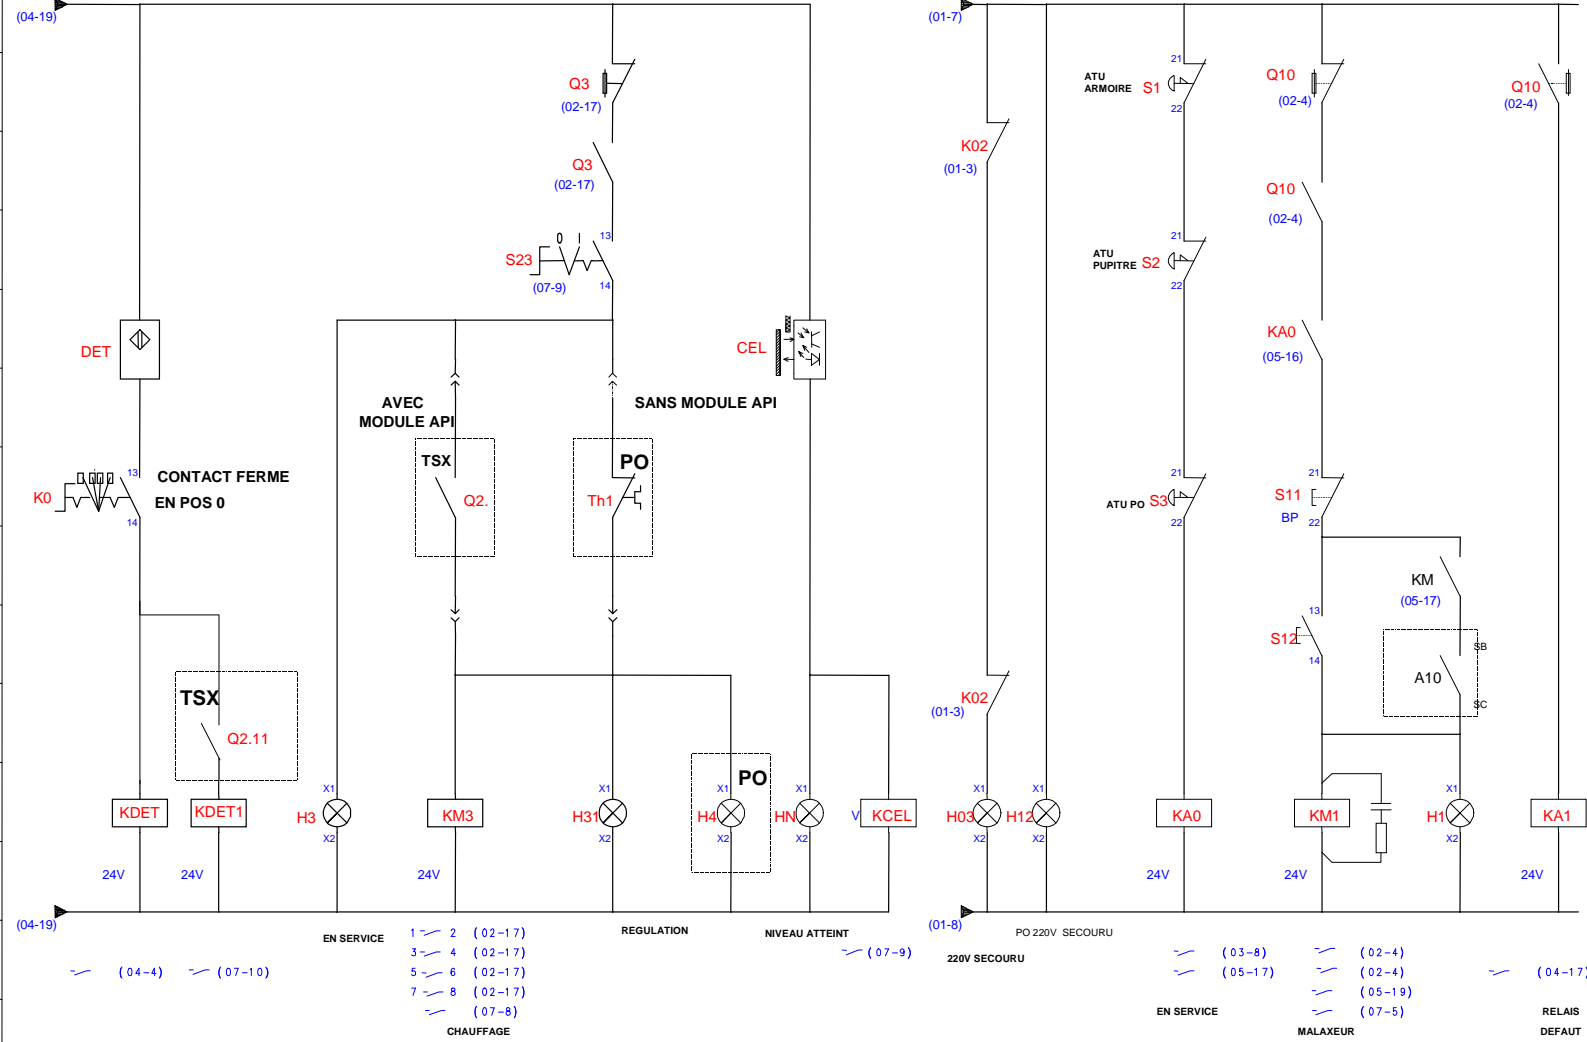 (04-19)
(01-7)
Q3
(02-17)
Q3
(02-17)
0 I
13
S23
(07-9)
14
DET
CEL
AVEC
MODULE API
SANS MODULE API
TSX
Q2.
PO
Th1
13
K0
14
CONTACT FERME
EN POS 0
TSX
Q2.11
KDET
KDET1
X1
H3
X2
KM3
X1
H31
X2
PO
X1
H4
X2
X1
HN
X2
V
KCEL
24V
24V
24V
(04-19)
EN SERVICE
1 2 (02-17)
3 4 (02-17)
5 6 (02-17)
7 8 (02-17)
(07-8)
CHAUFFAGE
REGULATION
NIVEAU ATTEINT
(07-9)
(04-4)
(07-10)
K02
(01-3)
K02
(01-3)
X1
H03
X2
X1
H12
X2
ATU
ARMOIRE
21
S1
22
ATU
PUPITRE
21
S2
22
ATU PO
21
S3
22
Q10
(02-4)
Q10
(02-4)
KA0
(05-16)
21
S11
BP
22
KM
(05-17)
13
S12
14
SB
A10
SC
Q10
(02-4)
KA0
KM1
X1
H1
X2
KA1
24V
24V
24V
(01-8)
PO 220V SECOURU
220V SECOURU
(03-8)
(05-17)
EN SERVICE
(02-4)
(02-4)
(05-19)
(07-5)
MALAXEUR
(04-17)
RELAIS
DEFAUT